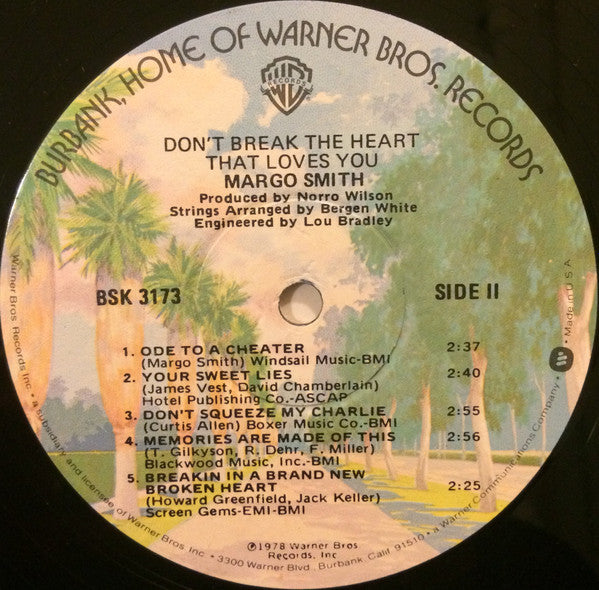 BURBANK, HOME OF WARNER BROS. RECORDS
WB
RECORDS
DON'T BREAK THE HEART
THAT LOVES YOU
MARGO SMITH
Produced by Norro Wilson
Strings Arranged by Bergen White
Engineered by Lou Bradley
BSK 3173
SIDE II
1. ODE TO A CHEATER 2:37
(Margo Smith) Windsail Music-BMI
2. YOUR SWEET LIES 2:40
(James Vest, David Chamberlain)
Hotel Publishing Co.-ASCAP
3. DON'T SQUEEZE MY CHARLIE 2:55
(Curtis Allen) Boxer Music Co.-BMI
4. MEMORIES ARE MADE OF THIS 2:56
(T. Gilkyson, R. Dehr, F. Miller)
Blackwood Music, Inc.-BMI
5. BREAKIN IN A BRAND NEW
BROKEN HEART 2:25
(Howard Greenfield, Jack Keller)
Screen Gems-EMI-BMI
℗1978 Warner Bros.
Records, Inc.
Warner Bros. Records Inc. • a subsidiary and licensee of Warner Bros. Inc. • 3300 Warner Blvd., Burbank, Calif. 91510 • a Warner Communications Company • Made in U.S.A.